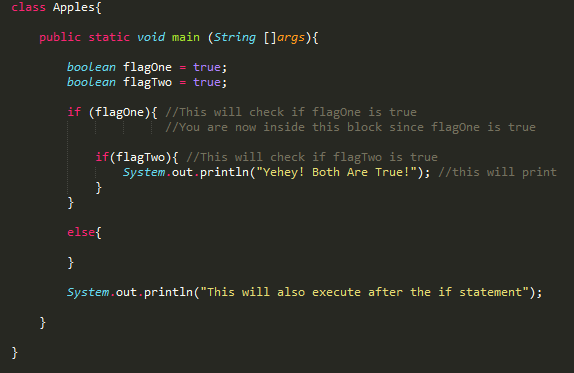 class Apples{
public static void main (String []args){
boolean flagOne = true;
boolean flagTwo = true;
if (flagOne){ //This will check if flagOne is true
//You are now inside this block since flagOne is true
if(flagTwo){ //This will check if flagTwo is true
System.out.println("Yehey! Both Are True!"); //this will print
}
}
else{
}
System.out.println("This will also execute after the if statement");
}
}